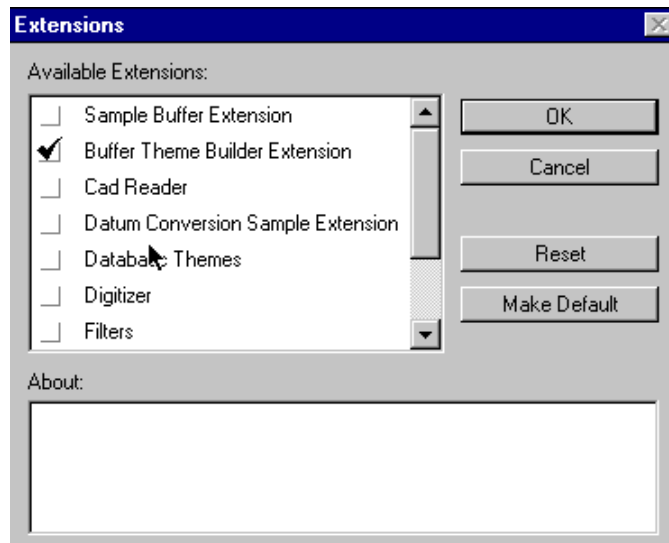 Extensions
Available Extensions:
Sample Buffer Extension
Buffer Theme Builder Extension
Cad Reader
Datum Conversion Sample Extension
Database Themes
Digitizer
Filters
OK
Cancel
Reset
Make Default
About: